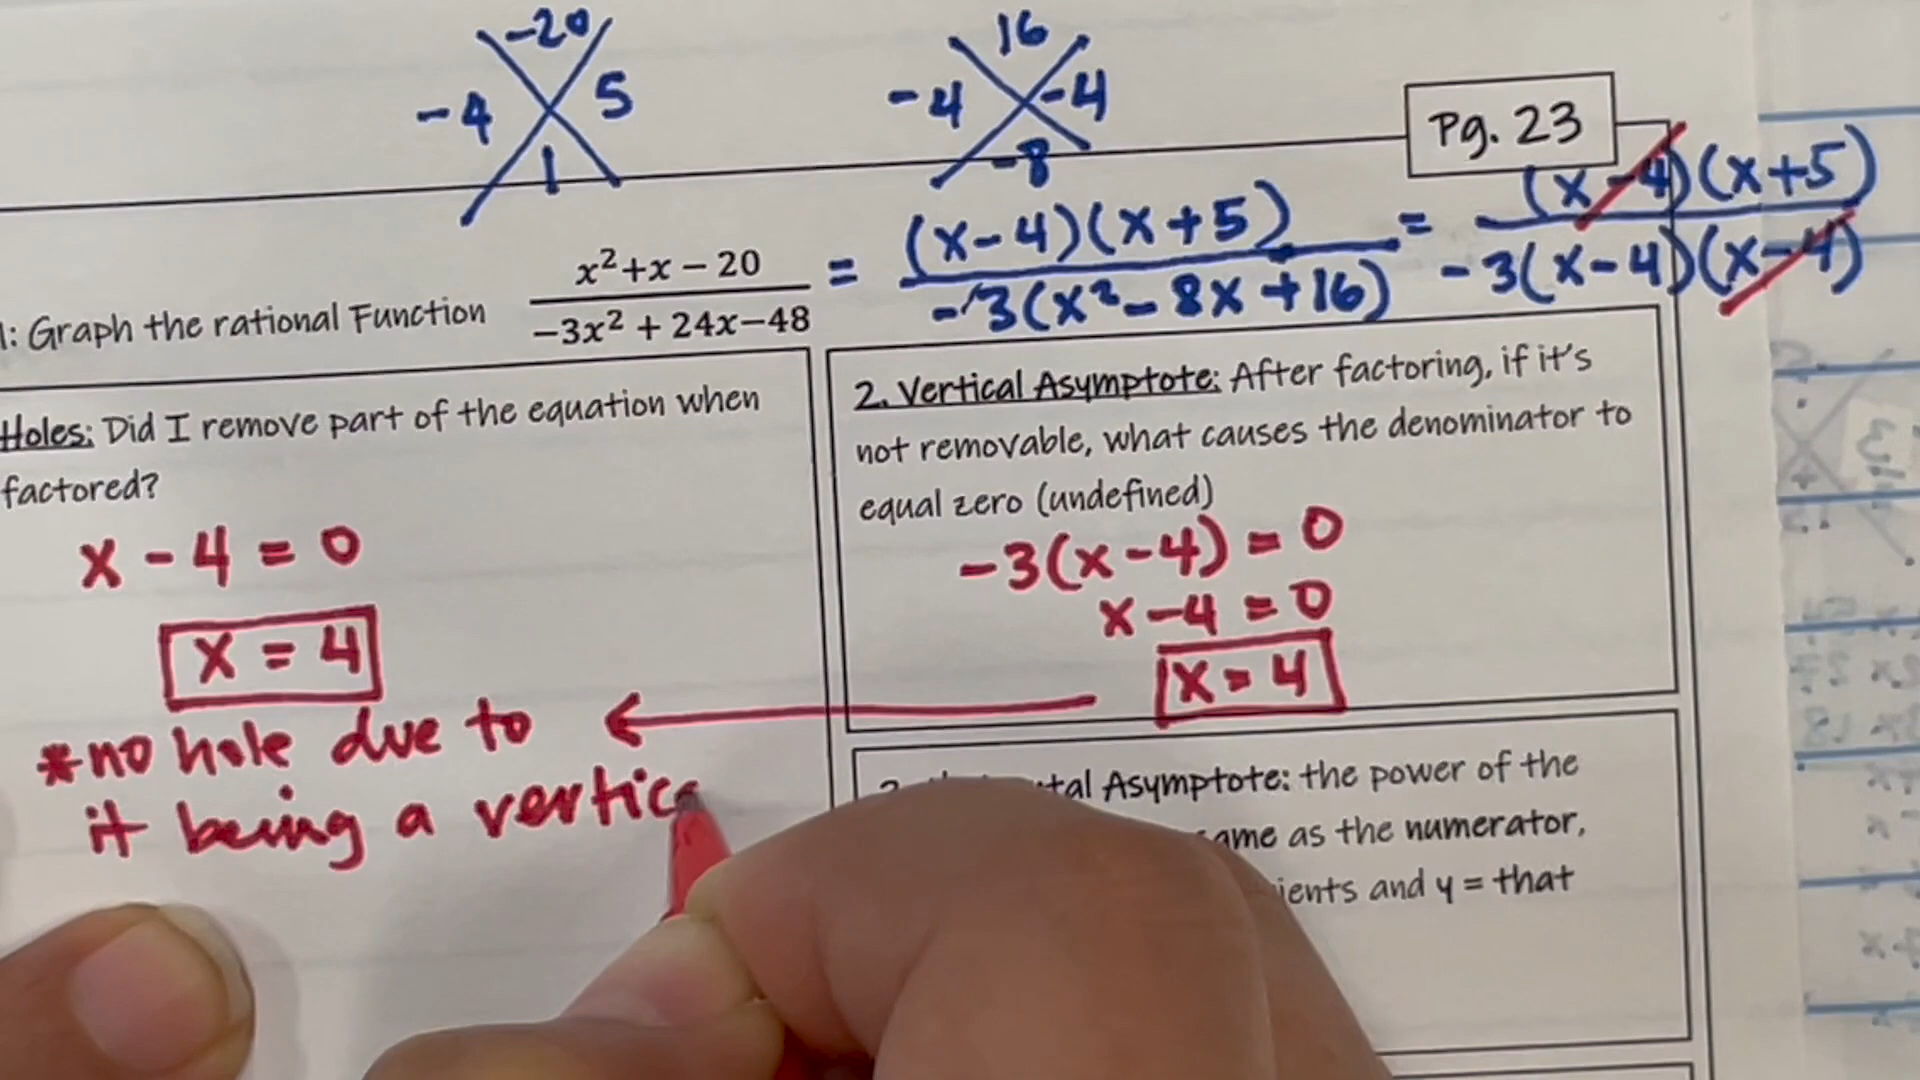 -20
-4 5
1
16
-4 -4
-8
Pg. 23
1: Graph the rational Function x²+x – 20 / −3x² + 24x−48 = (x-4)(x+5) / -3(x²-8x+16) = (x-4)(x+5) / -3(x-4)(x-4)
Holes: Did I remove part of the equation when
factored?
x - 4 = 0
x = 4
*no hole due to
it being a vertic
2. Vertical Asymptote: After factoring, if it's
not removable, what causes the denominator to
equal zero (undefined)
-3(x-4) = 0
x-4 = 0
x = 4
tal Asymptote: the power of the
ame as the numerator,
ients and y = that